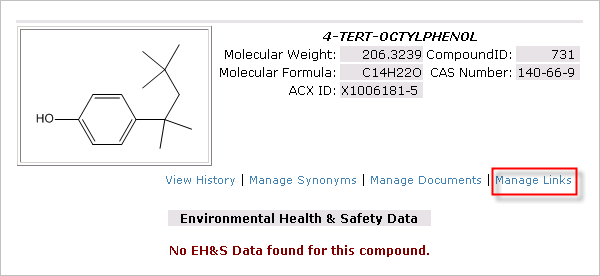 4-TERT-OCTYLPHENOL
Molecular Weight: 206.3239 CompoundID: 731
Molecular Formula: C14H22O CAS Number: 140-66-9
ACX ID: X1006181-5
HO
View History | Manage Synonyms | Manage Documents | Manage Links
Environmental Health & Safety Data
No EH&S Data found for this compound.